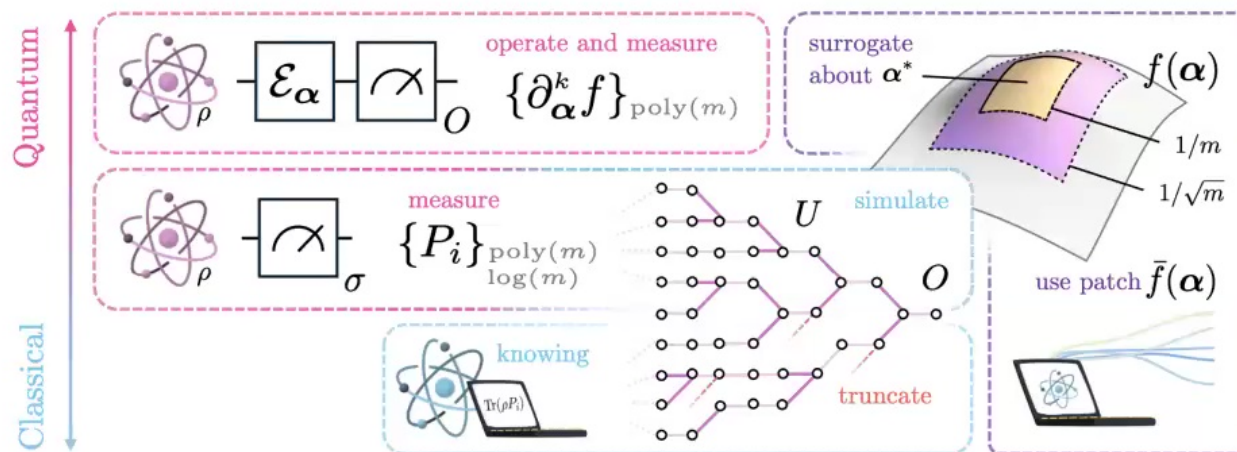 Quantum
Classical
operate and measure
ρ
ℰ_α
O
{∂_α^k f}_poly(m)
surrogate
about α*
f(α)
1/m
1/√m
measure
ρ
σ
{P_i}_poly(m)
log(m)
U
simulate
O
knowing
Tr(ρP_i)
truncate
use patch f̄(α)